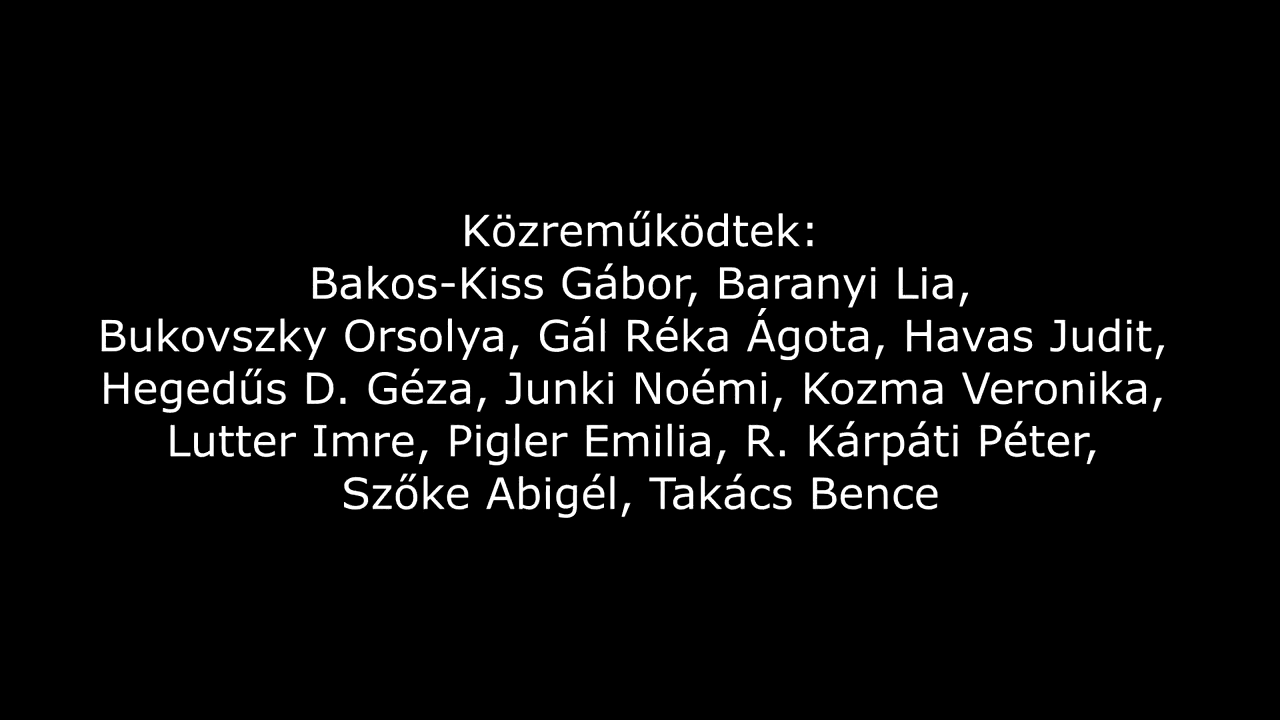 Közreműködtek:
Bakos-Kiss Gábor, Baranyi Lia,
Bukovszky Orsolya, Gál Réka Ágota, Havas Judit,
Hegedűs D. Géza, Junki Noémi, Kozma Veronika,
Lutter Imre, Pigler Emilia, R. Kárpáti Péter,
Szőke Abigél, Takács Bence